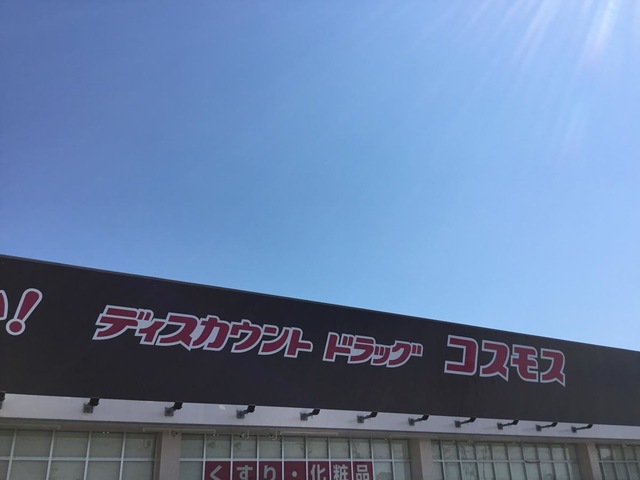 い!
ディスカウント ドラッグ コスモス
くすり・化粧品